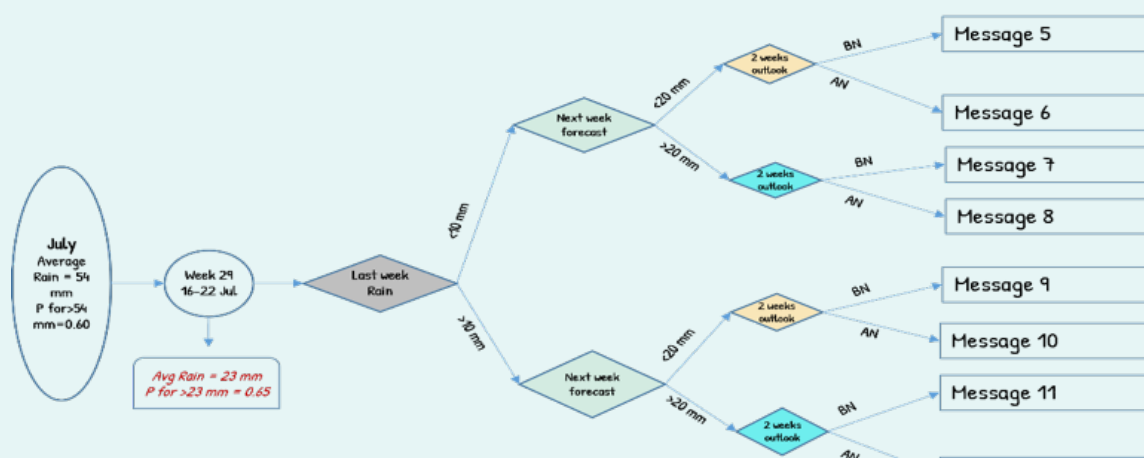 July
Average
Rain = 54
mm
P for>54
mm=0.60
Week 29
16-22 Jul
Avg Rain = 23 mm
P for >23 mm = 0.65
Last week
Rain
<10 mm
>10 mm
Next week
forecast
<20 mm
>20 mm
2 weeks
outlook
BN
AN
Message 5
Message 6
2 weeks
outlook
BN
AN
Message 7
Message 8
Next week
forecast
<20 mm
>20 mm
2 weeks
outlook
BN
AN
Message 9
Message 10
2 weeks
outlook
BN
AN
Message 11